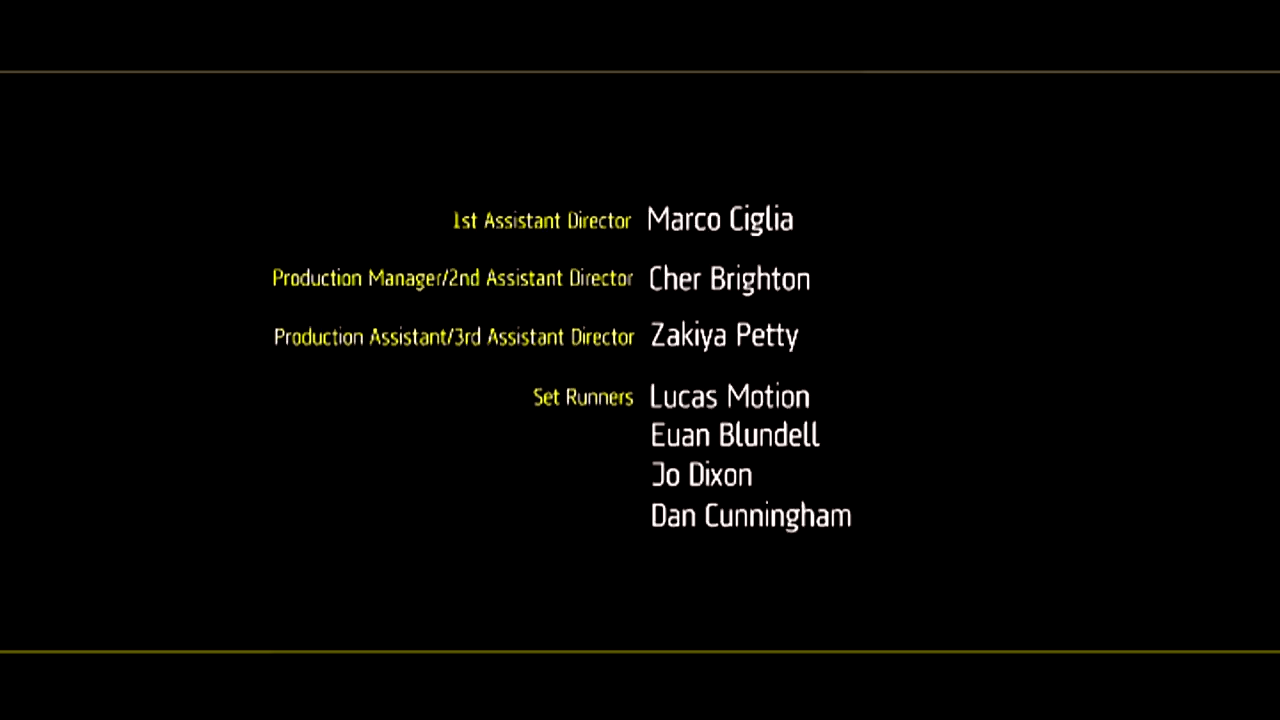 1st Assistant Director Marco Ciglia
Production Manager/2nd Assistant Director Cher Brighton
Production Assistant/3rd Assistant Director Zakiya Petty
Set Runners Lucas Motion
Euan Blundell
Jo Dixon
Dan Cunningham